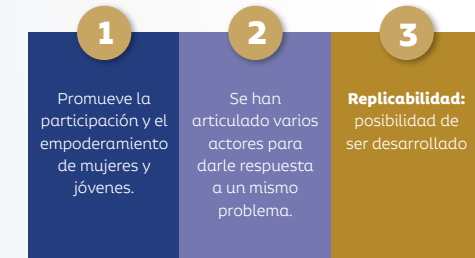 1
Promueve la
participación y el
empoderamiento
de mujeres y
jóvenes.
2
Se han
articulado varios
actores para
darle respuesta
a un mismo
problema.
3
Replicabilidad:
posibilidad de
ser desarrollado